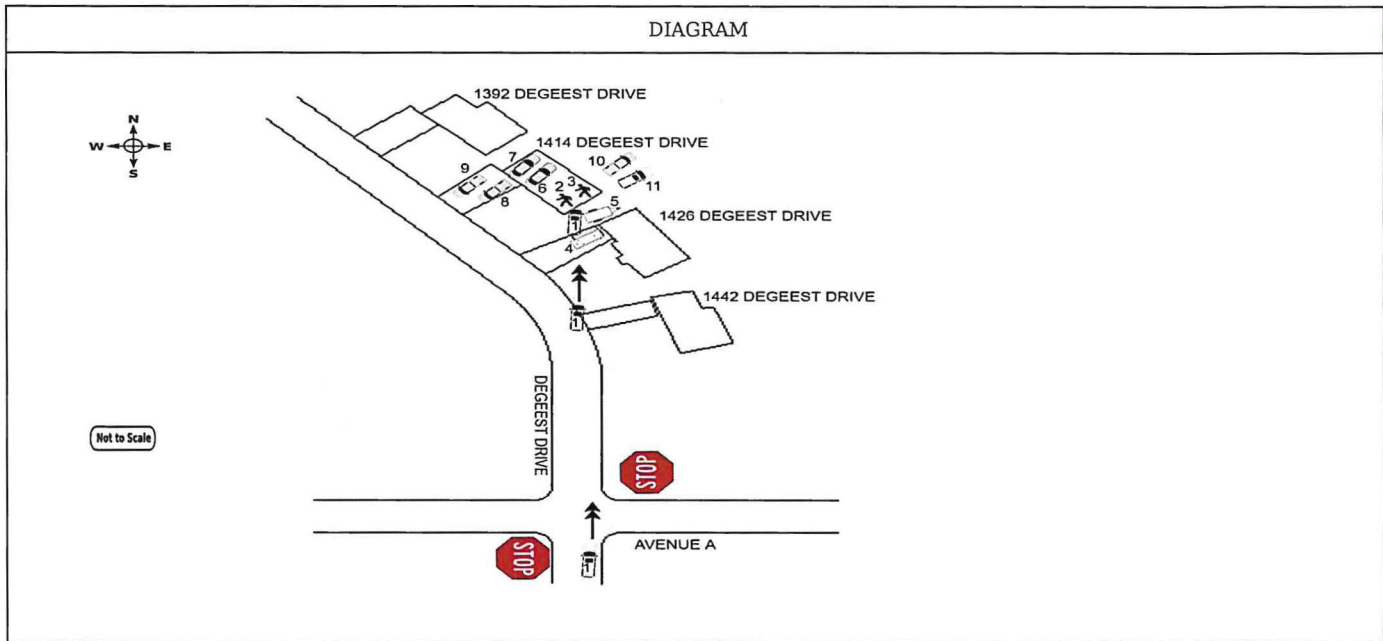 DIAGRAM
N
W E
S
1392 DEGEEST DRIVE
1414 DEGEEST DRIVE
7
10
9
6
3
2
11
8
5
1
1426 DEGEEST DRIVE
4
1442 DEGEEST DRIVE
1
DEGEEST DRIVE
Not to Scale
STOP
STOP
AVENUE A
1